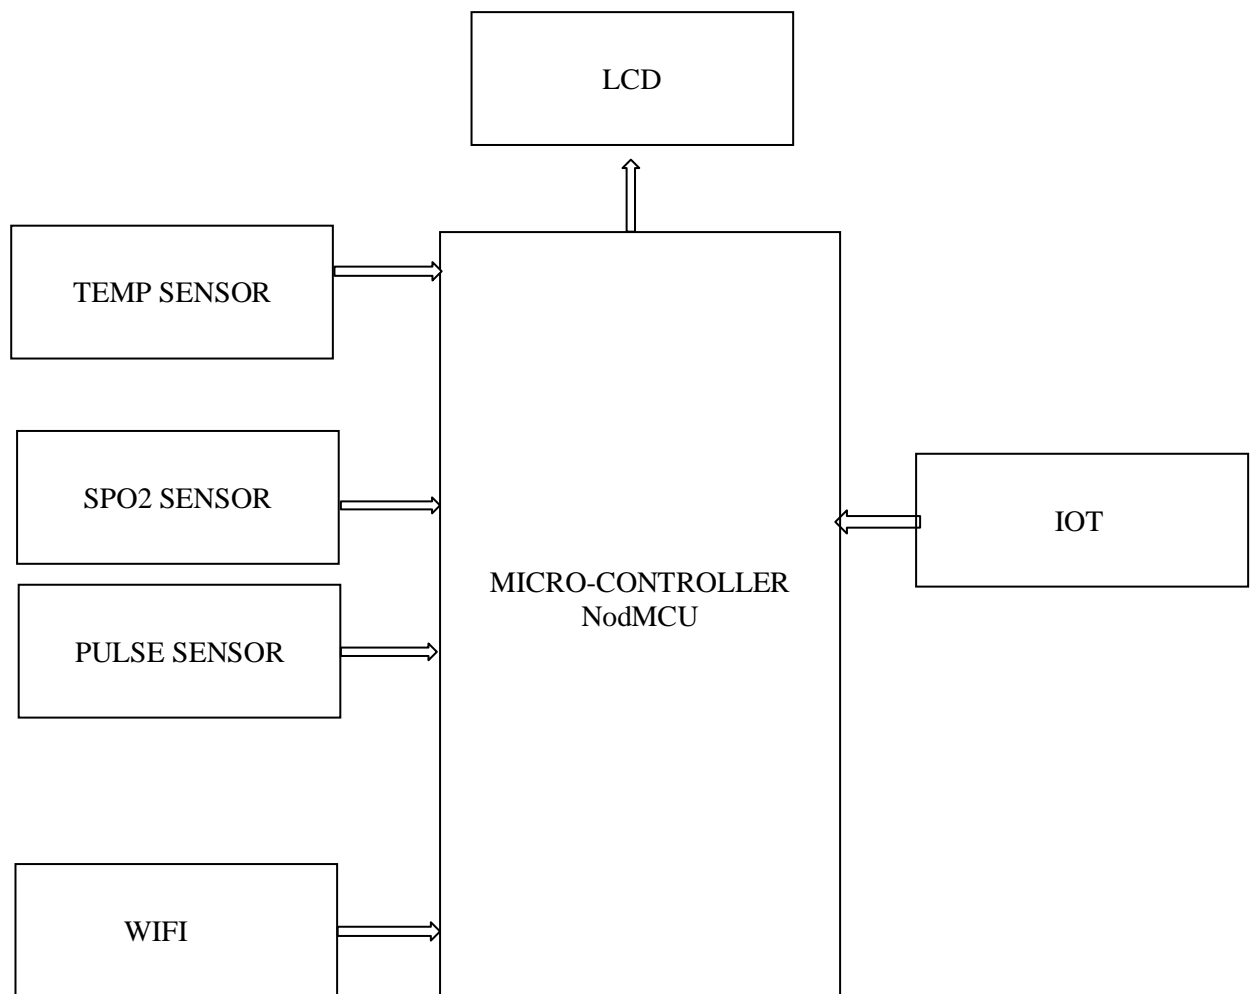 LCD
TEMP SENSOR
SPO2 SENSOR
IOT
MICRO-CONTROLLER
NodMCU
PULSE SENSOR
WIFI